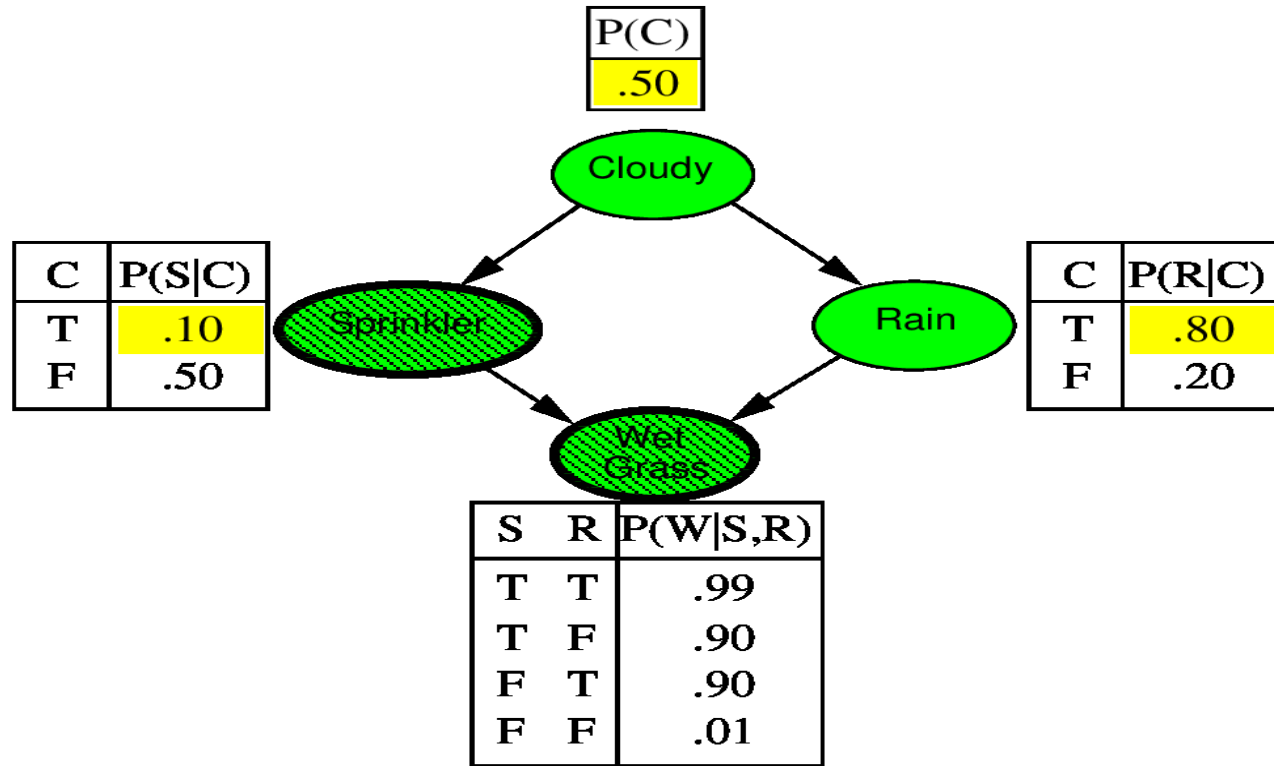 P(C)
.50
Cloudy
C P(S|C)
T .10
F .50
Sprinkler
Rain
C P(R|C)
T .80
F .20
Wet
Grass
S R P(W|S,R)
T T .99
T F .90
F T .90
F F .01